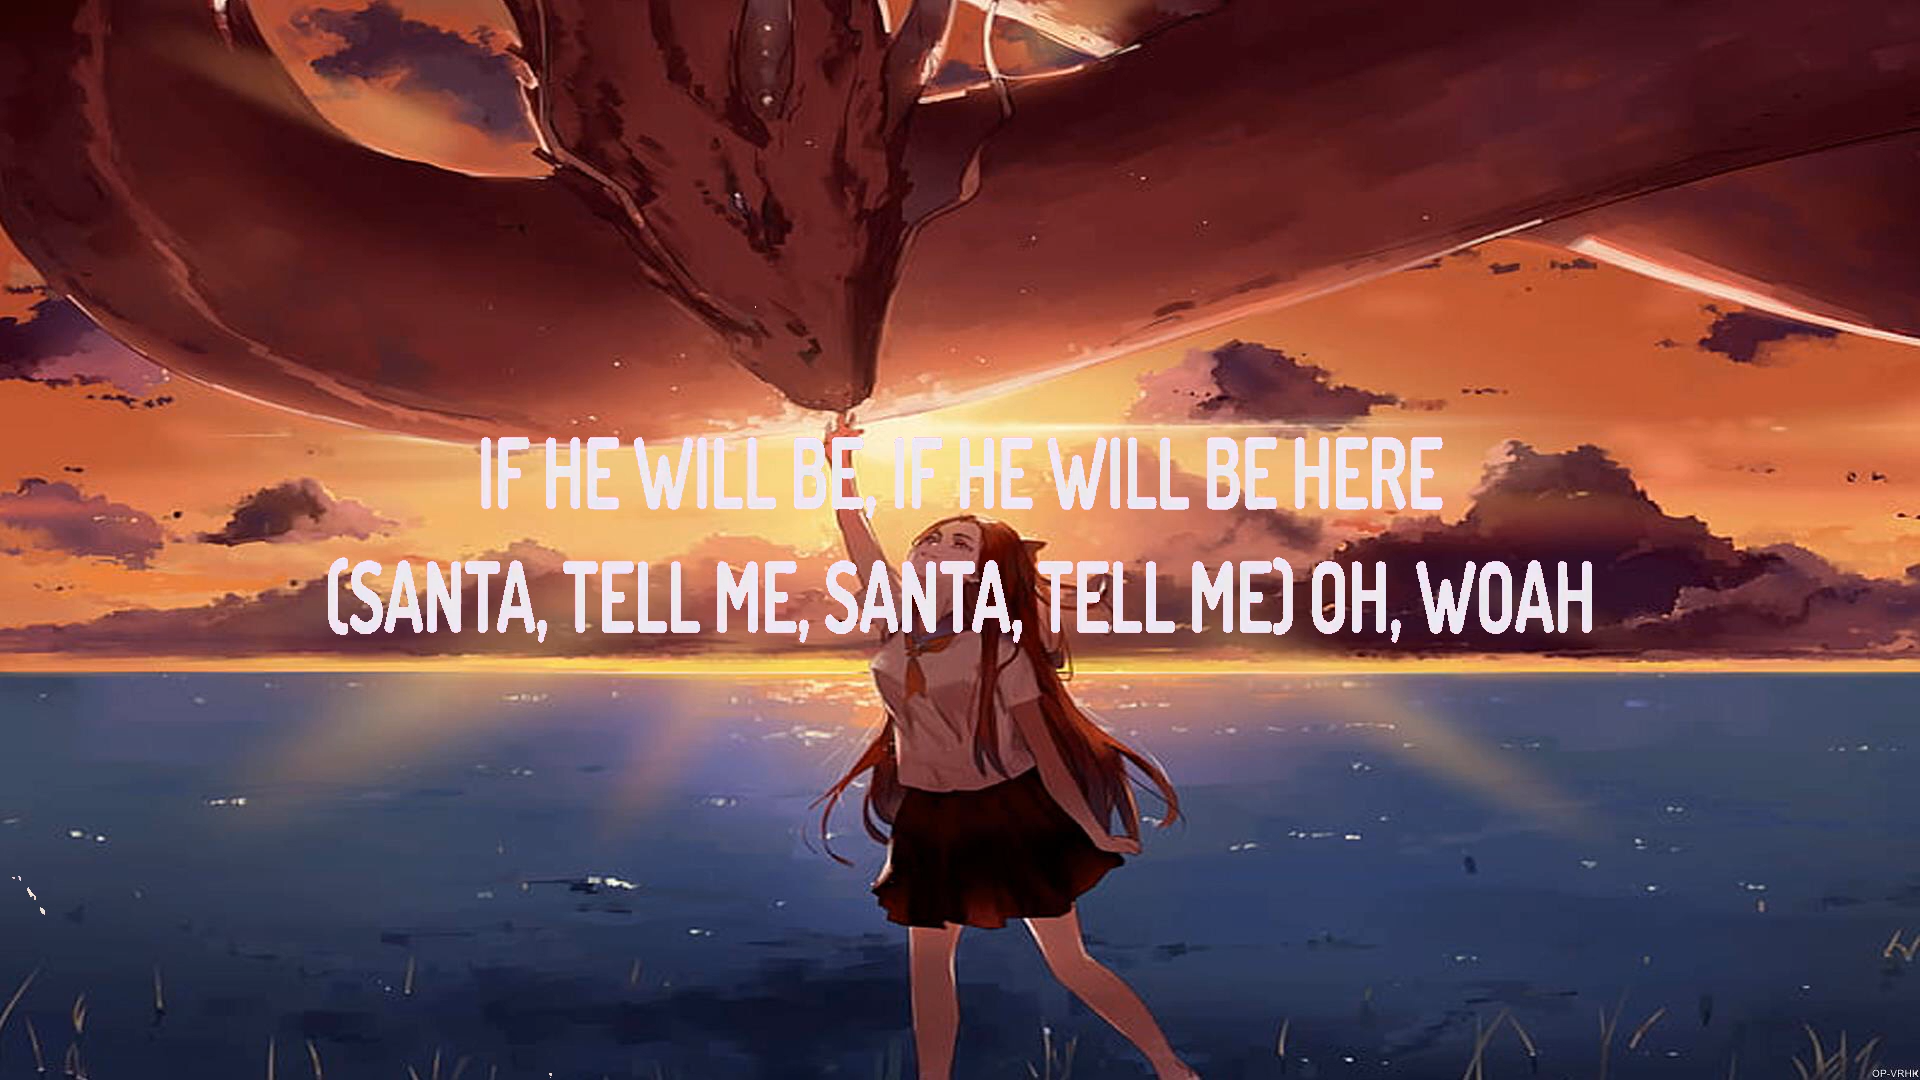 IF HE WILL BE, IF HE WILL BE HERE
(SANTA, TELL ME, SANTA, TELL ME) OH, WOAH
OP-VRHK